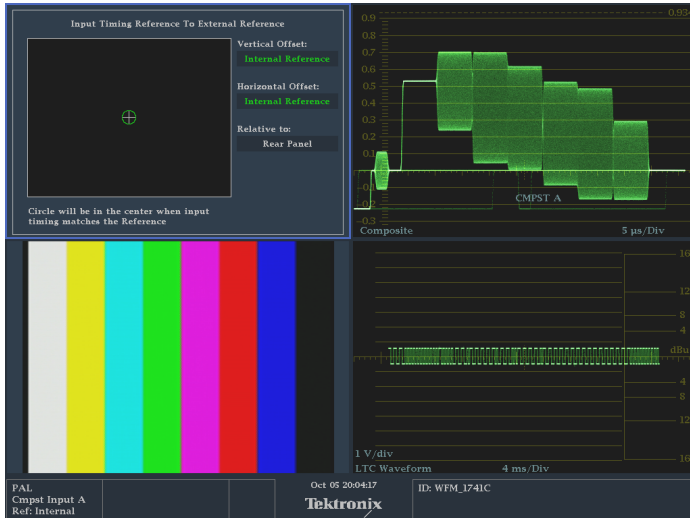 Input Timing Reference To External Reference
Vertical Offset:
Internal Reference
Horizontal Offset:
Internal Reference
Relative to:
Rear Panel
Circle will be in the center when input
timing matches the Reference
0.934
0.9
0.8
0.7
0.6
0.5
0.4
0.3
0.2
0.1
-0.1
-0.2
-0.3
CMPST A
Composite
5 µs/Div
16
12
8
4
dBu
4
8
12
16
1 V/div
LTC Waveform
4 ms/Div
PAL
Cmpst Input A
Ref: Internal
Oct 05 20:04:17
Tektronix
ID: WFM_1741C